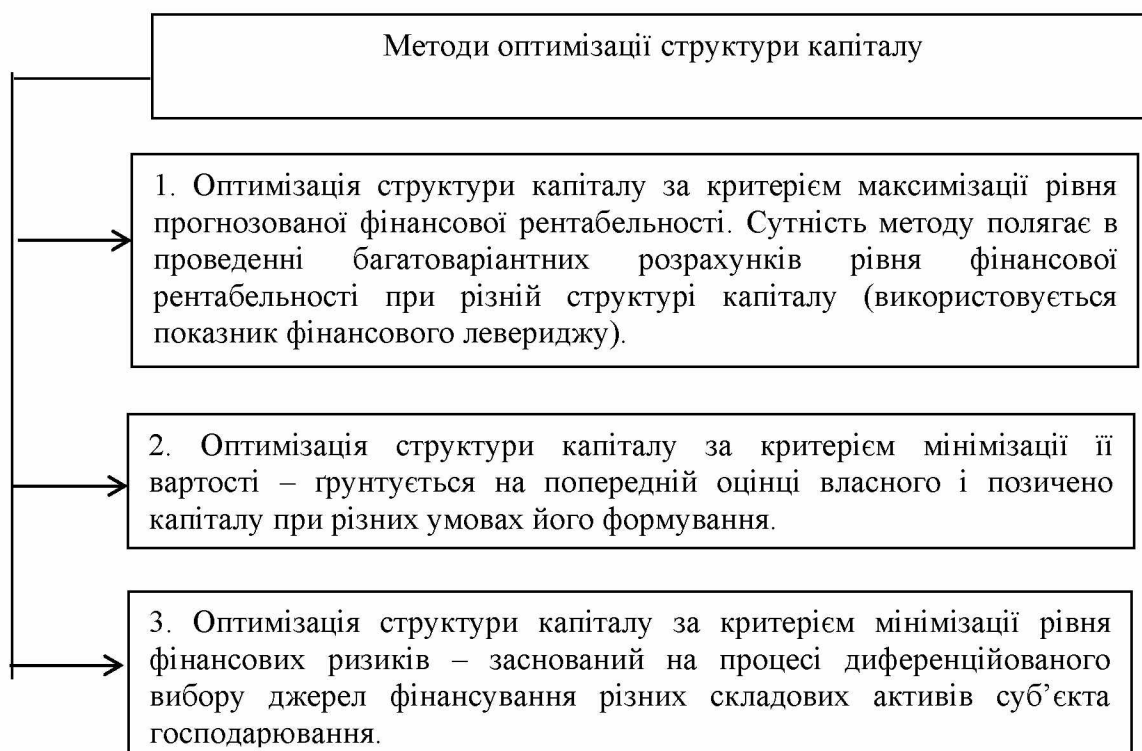 Методи оптимізації структури капіталу
1. Оптимізація структури капіталу за критерієм максимізації рівня
прогнозованої фінансової рентабельності. Сутність методу полягає в
проведенні багатоваріантних розрахунків рівня фінансової
рентабельності при різній структурі капіталу (використовується
показник фінансового левериджу).
2. Оптимізація структури капіталу за критерієм мінімізації її
вартості – ґрунтується на попередній оцінці власного і позичено
капіталу при різних умовах його формування.
3. Оптимізація структури капіталу за критерієм мінімізації рівня
фінансових ризиків – заснований на процесі диференційованого
вибору джерел фінансування різних складових активів суб’єкта
господарювання.